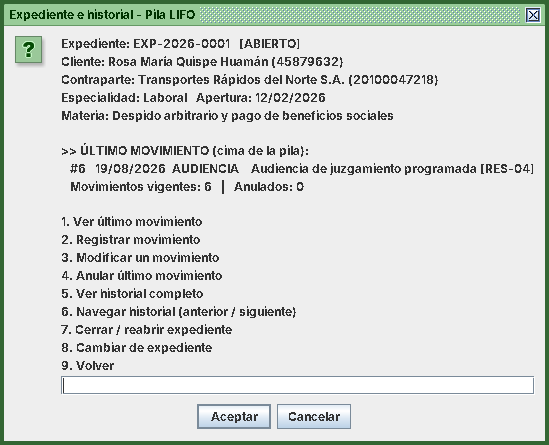 Expediente e historial - Pila LIFO
?
Expediente: EXP-2026-0001 [ABIERTO]
Cliente: Rosa María Quispe Huamán (45879632)
Contraparte: Transportes Rápidos del Norte S.A. (20100047218)
Especialidad: Laboral Apertura: 12/02/2026
Materia: Despido arbitrario y pago de beneficios sociales
>> ÚLTIMO MOVIMIENTO (cima de la pila):
#6 19/08/2026 AUDIENCIA Audiencia de juzgamiento programada [RES-04]
Movimientos vigentes: 6 | Anulados: 0
1. Ver último movimiento
2. Registrar movimiento
3. Modificar un movimiento
4. Anular último movimiento
5. Ver historial completo
6. Navegar historial (anterior / siguiente)
7. Cerrar / reabrir expediente
8. Cambiar de expediente
9. Volver
Aceptar Cancelar